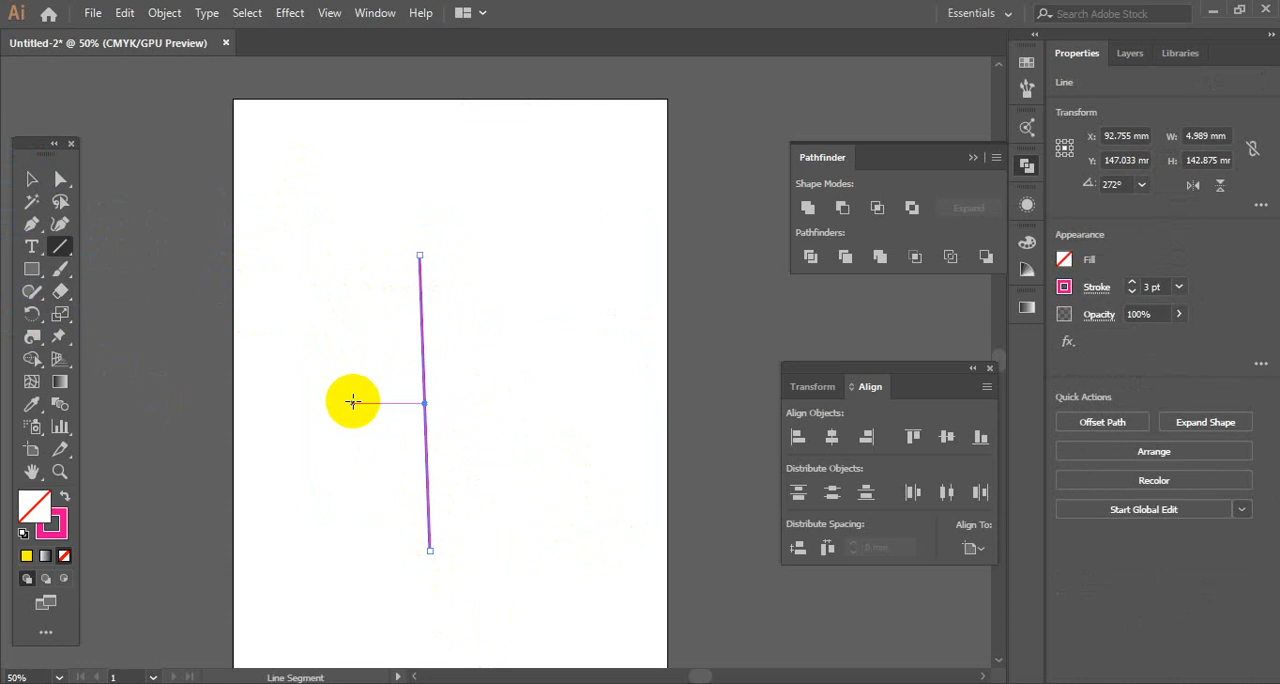 Ai File Edit Object Type Select Effect View Window Help Essentials Search Adobe Stock
Untitled-2* @ 50% (CMYK/GPU Preview)
Properties Layers Libraries
Line
Transform
X: 92.755 mm W: 4.989 mm
Y: 147.033 mm H: 142.875 mm
272°
Appearance
Fill
Stroke 3 pt
Opacity 100%
fx.
Quick Actions
Offset Path Expand Shape
Arrange
Recolor
Start Global Edit
Pathfinder
Shape Modes:
Expand
Pathfinders:
Transform Align
Align Objects:
Distribute Objects:
Distribute Spacing: Align To:
0 mm
T
50% 1 Line Segment